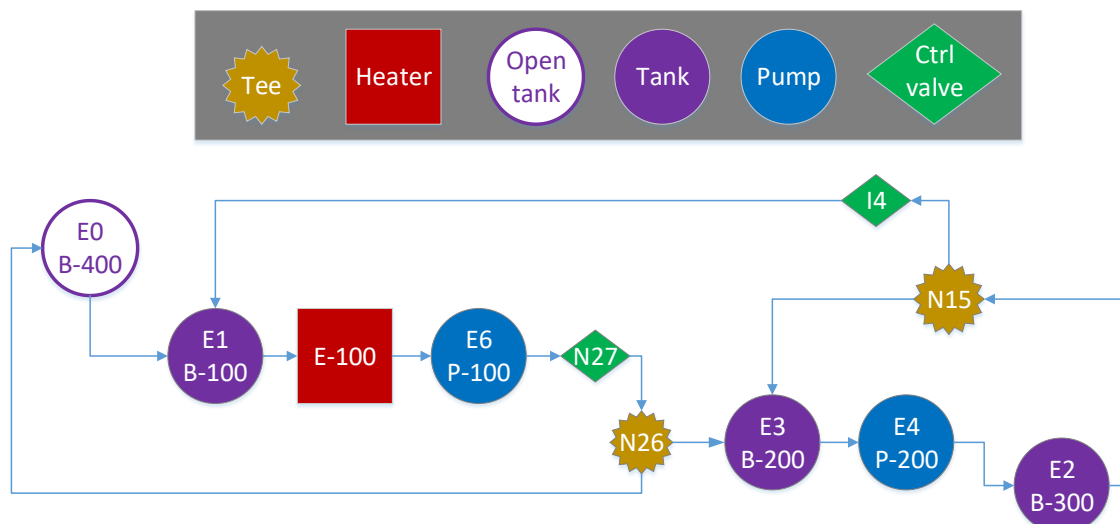 Tee
Heater
Open
tank
Tank
Pump
Ctrl
valve
E0
B-400
I4
N15
E1
B-100
E-100
E6
P-100
N27
N26
E3
B-200
E4
P-200
E2
B-300